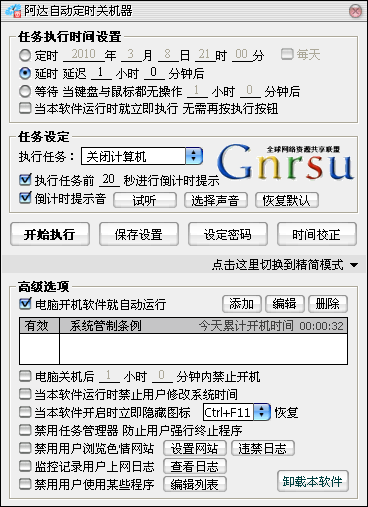 阿达自动定时关机器
任务执行时间设置
定时 2010 年 3 月 8 日 21 时 00 分 每天
延时 延迟 1 小时 0 分钟后
等待 当键盘与鼠标都无操作 1 小时 0 分钟后
当本软件运行时就立即执行 无需再按执行按钮
任务设定
执行任务： 关闭计算机
全球网络资源共享联盟
Gnrsu
执行任务前 20 秒进行倒计时提示
倒计时提示音 试听 选择声音 恢复默认
开始执行 保存设置 设定密码 时间校正
点击这里切换到精简模式
高级选项
电脑开机软件就自动运行 添加 编辑 删除
有效 系统管制条例 今天累计开机时间 00:00:32
电脑关机后 1 小时 0 分钟内禁止开机
当本软件运行时禁止用户修改系统时间
当本软件开启时立即隐藏图标 Ctrl+F11 恢复
禁用任务管理器 防止用户强行终止程序
禁用用户浏览色情网站 设置网站 违禁日志
监控记录用户上网日志 查看日志
禁用用户使用某些程序 编辑列表
卸载本软件